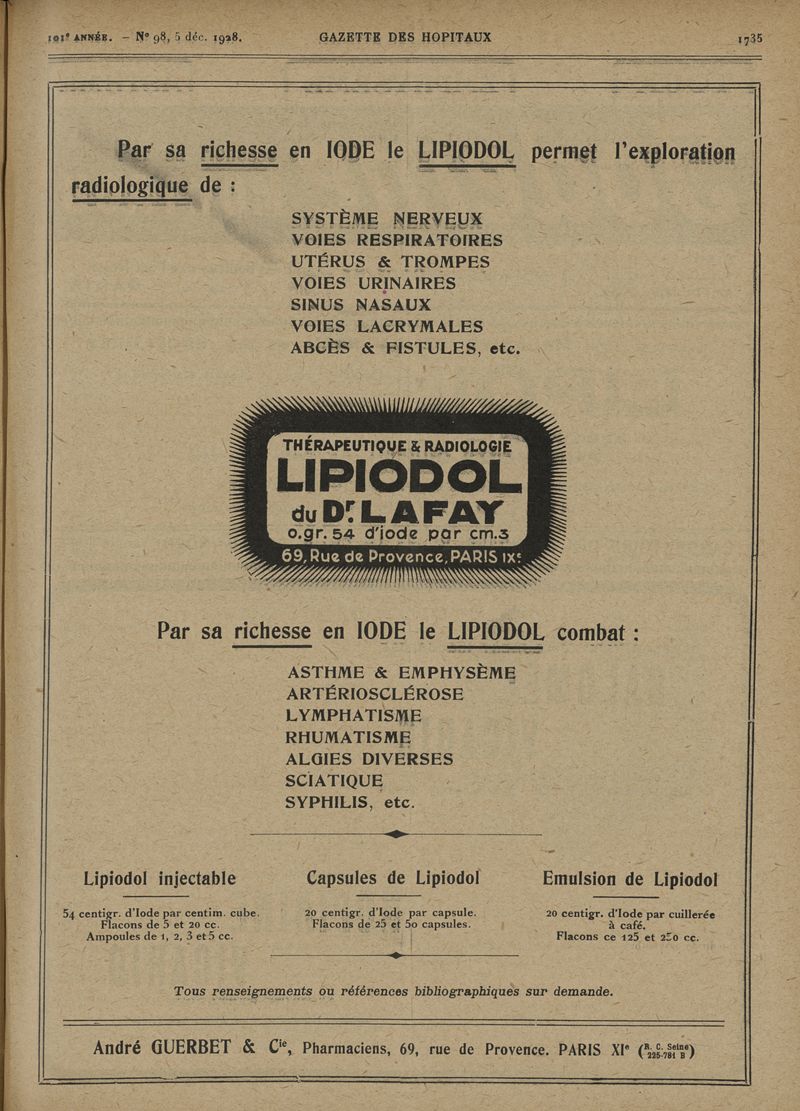 101e ANNÉE. — No 98, 5 déc. 1928. GAZETTE DES HOPITAUX 1735
Par sa richesse en IODE le LIPIODOL permet l'exploration
radiologique de :
SYSTÈME NERVEUX
VOIES RESPIRATOIRES
UTÉRUS & TROMPES
VOIES URINAIRES
SINUS NASAUX
VOIES LACRYMALES
ABCÈS & FISTULES, etc.
THÉRAPEUTIQUE & RADIOLOGIE
LIPIODOL
du Dr. LAFAY
0.gr. 54 d'iode par cm.3
69, Rue de Provence, PARIS IXe
Par sa richesse en IODE le LIPIODOL combat :
ASTHME & EMPHYSÈME
ARTÉRIOSCLÉROSE
LYMPHATISME
RHUMATISME
ALGIES DIVERSES
SCIATIQUE
SYPHILIS, etc.
Lipiodol injectable Capsules de Lipiodol Emulsion de Lipiodol
54 centigr. d'Iode par centim. cube. 20 centigr. d'Iode par capsule. 20 centigr. d'Iode par cuillerée
Flacons de 5 et 20 cc. Flacons de 25 et 50 capsules. à café.
Ampoules de 1, 2, 3 et 5 cc. Flacons ce 125 et 250 cc.
Tous renseignements ou références bibliographiques sur demande.
André GUERBET & Cie, Pharmaciens, 69, rue de Provence. PARIS XIe (R. C. Seine 225-781 B)